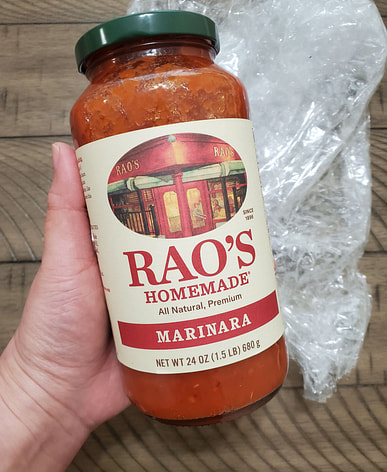 RAO'S
RAO'S
SINCE
1896
RAO'S
HOMEMADE®
All Natural, Premium
MARINARA
NET WT 24 OZ (1.5 LB) 680 g